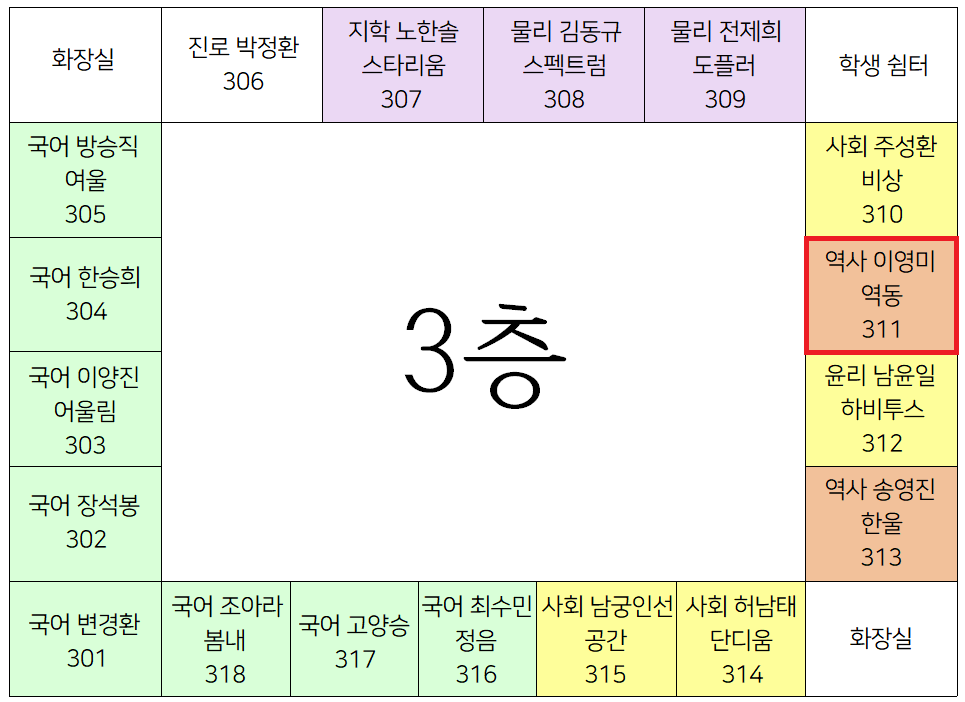 화장실
진로 박정환
306
지학 노한솔
스타리움
307
물리 김동규
스펙트럼
308
물리 전제희
도플러
309
학생 쉼터
국어 방승직
여울
305
사회 주성환
비상
310
국어 한승희
304
역사 이영미
역동
311
3층
국어 이양진
어울림
303
윤리 남윤일
하비투스
312
국어 장석봉
302
역사 송영진
한울
313
국어 변경환
301
국어 조아라
봄내
318
국어 고양승
317
국어 최수민
정음
316
사회 남궁인선
공간
315
사회 허남태
단디움
314
화장실